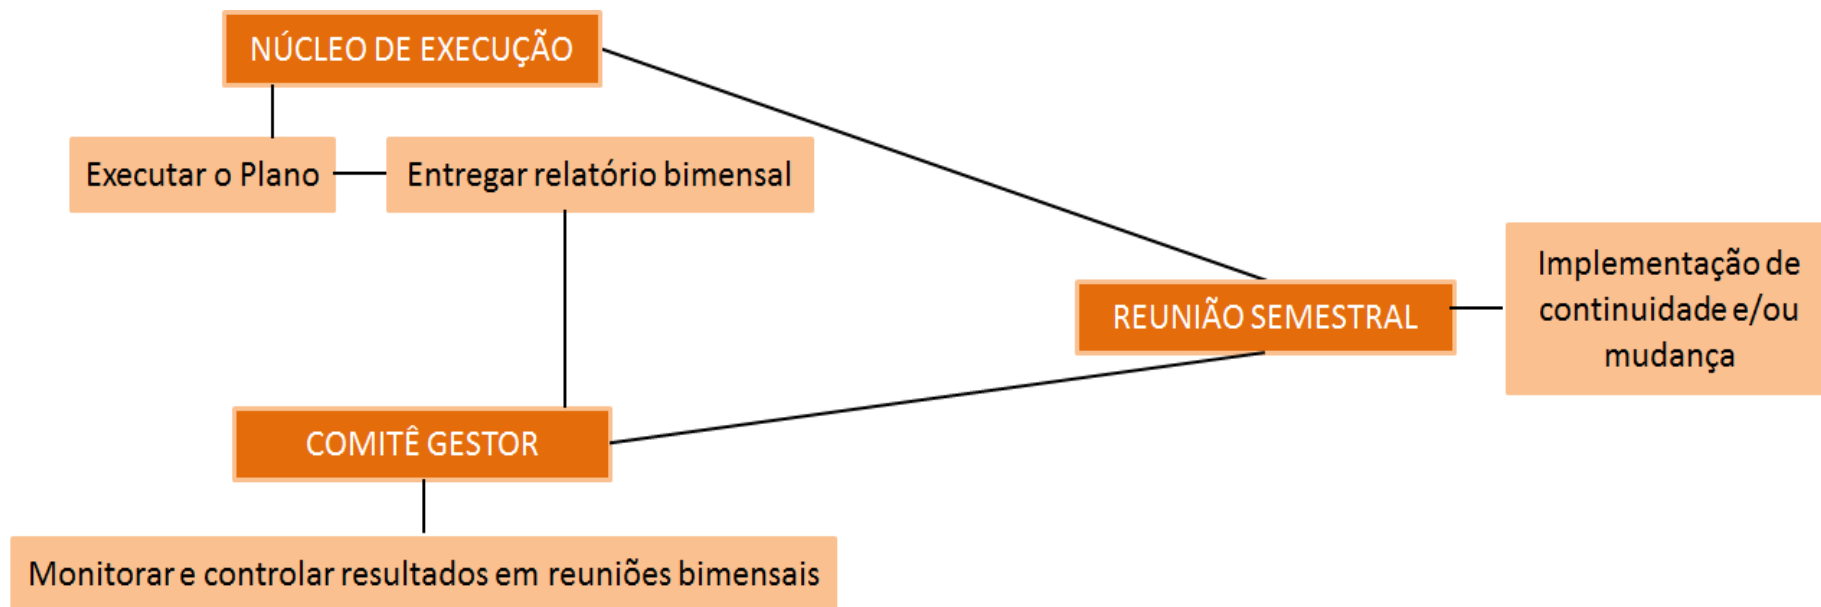 NÚCLEO DE EXECUÇÃO
Executar o Plano
Entregar relatório bimensal
Implementação de
continuidade e/ou
mudança
REUNIÃO SEMESTRAL
COMITÊ GESTOR
Monitorar e controlar resultados em reuniões bimensais